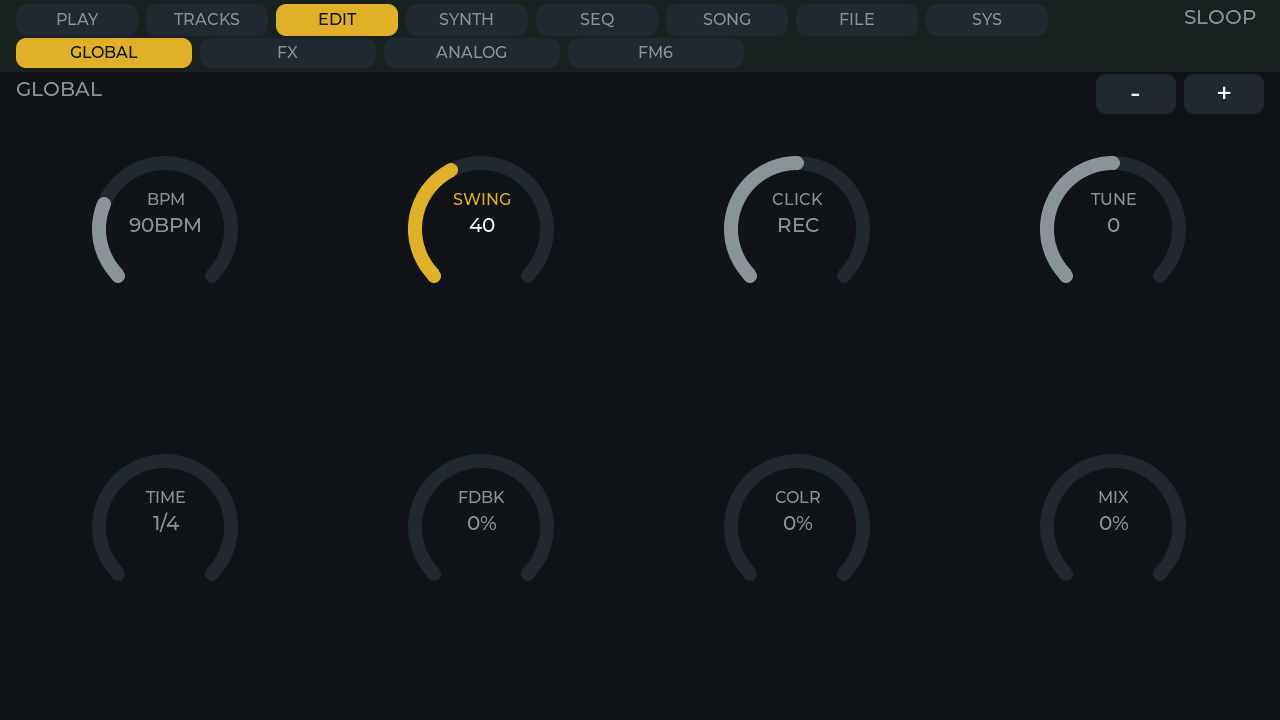 PLAY TRACKS EDIT SYNTH SEQ SONG FILE SYS SLOOP
GLOBAL FX ANALOG FM6
GLOBAL - +
BPM SWING CLICK TUNE
90BPM 40 REC 0
TIME FDBK COLR MIX
1/4 0% 0% 0%